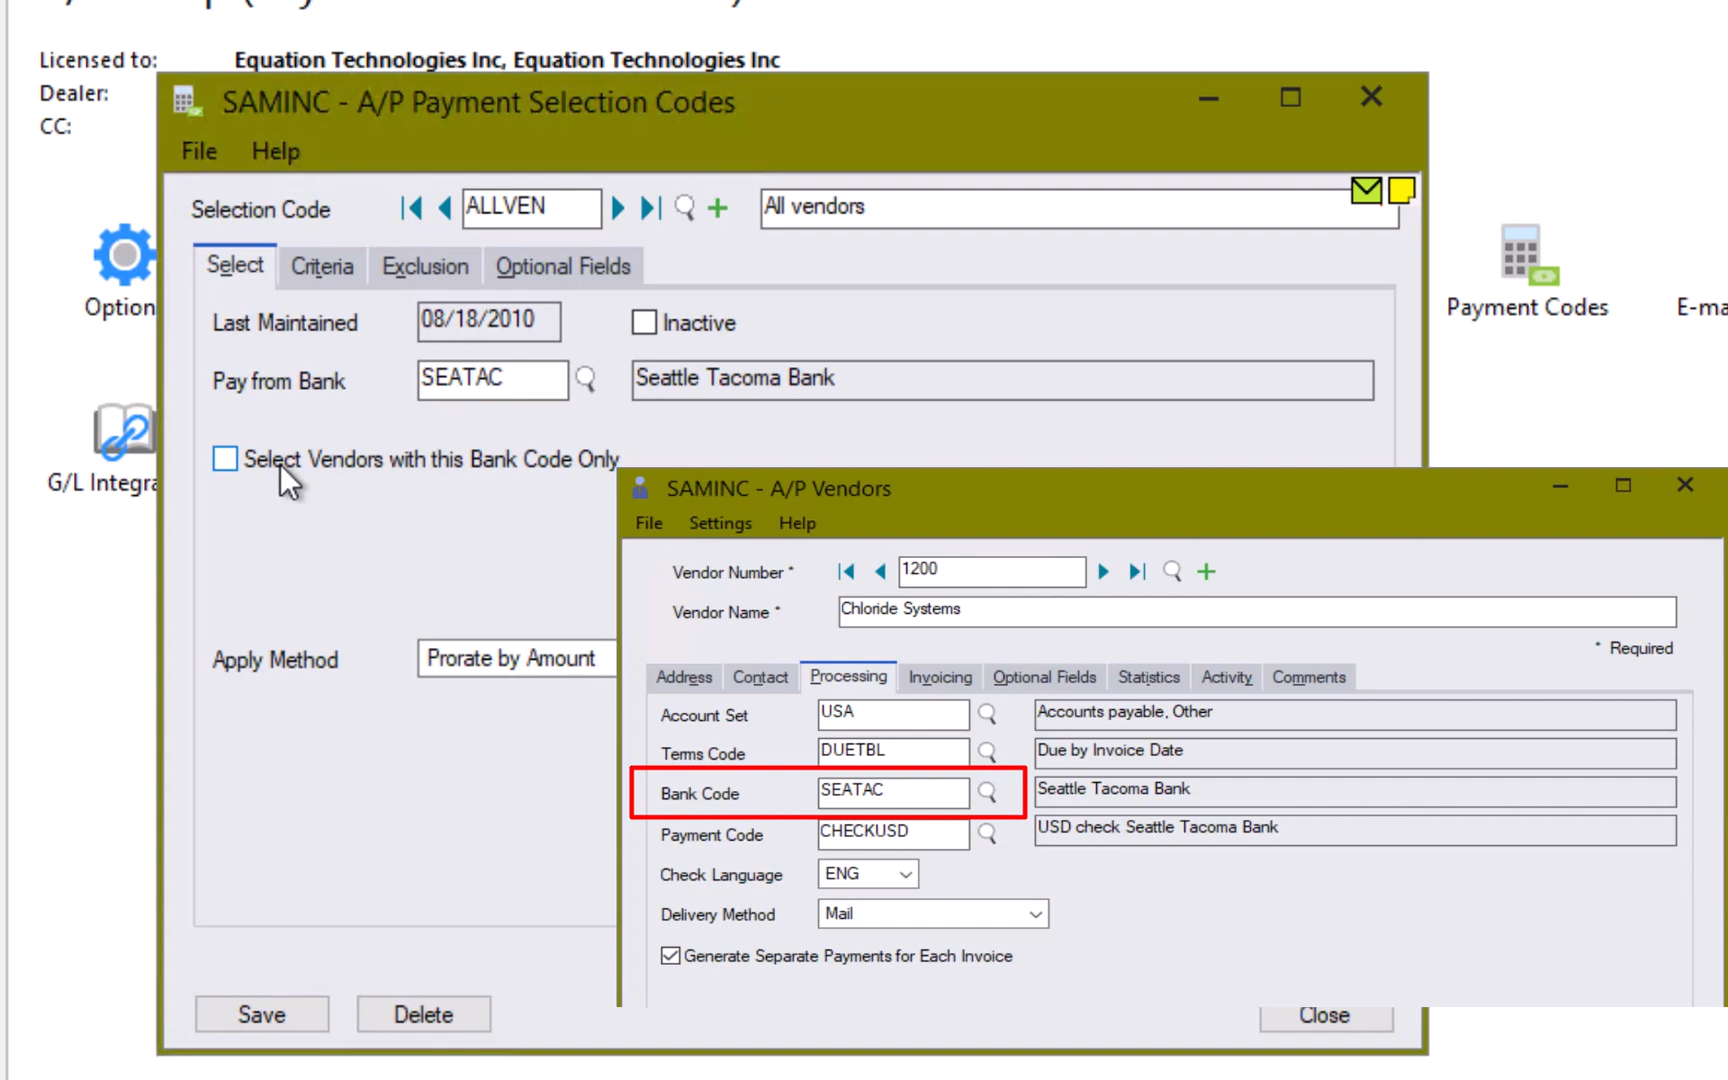 Licensed to: Equation Technologies Inc, Equation Technologies Inc
Dealer:
CC:
SAMINC - A/P Payment Selection Codes
File Help
Selection Code ALLVEN All vendors
Select Criteria Exclusion Optional Fields
Last Maintained 08/18/2010 Inactive
Pay from Bank SEATAC Seattle Tacoma Bank
Select Vendors with this Bank Code Only
Apply Method Prorate by Amount
Save Delete Close
Option
G/L Integra
Payment Codes
E-ma
SAMINC - A/P Vendors
File Settings Help
Vendor Number * 1200
Vendor Name * Chloride Systems
* Required
Address Contact Processing Invoicing Optional Fields Statistics Activity Comments
Account Set USA Accounts payable, Other
Terms Code DUETBL Due by Invoice Date
Bank Code SEATAC Seattle Tacoma Bank
Payment Code CHECKUSD USD check Seattle Tacoma Bank
Check Language ENG
Delivery Method Mail
Generate Separate Payments for Each Invoice